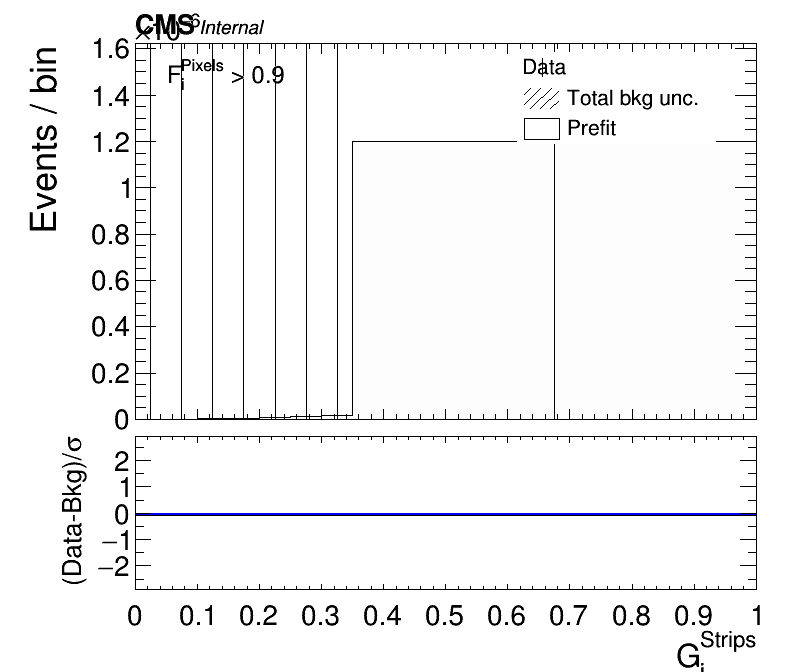 CMS Internal
×10⁻⁶
Events / bin
1.6
1.4
1.2
1
0.8
0.6
0.4
0.2
0
F_i^Pixels > 0.9
Data
Total bkg unc.
Prefit
(Data-Bkg)/σ
2
1
0
−1
−2
0 0.1 0.2 0.3 0.4 0.5 0.6 0.7 0.8 0.9 1
G_i^Strips